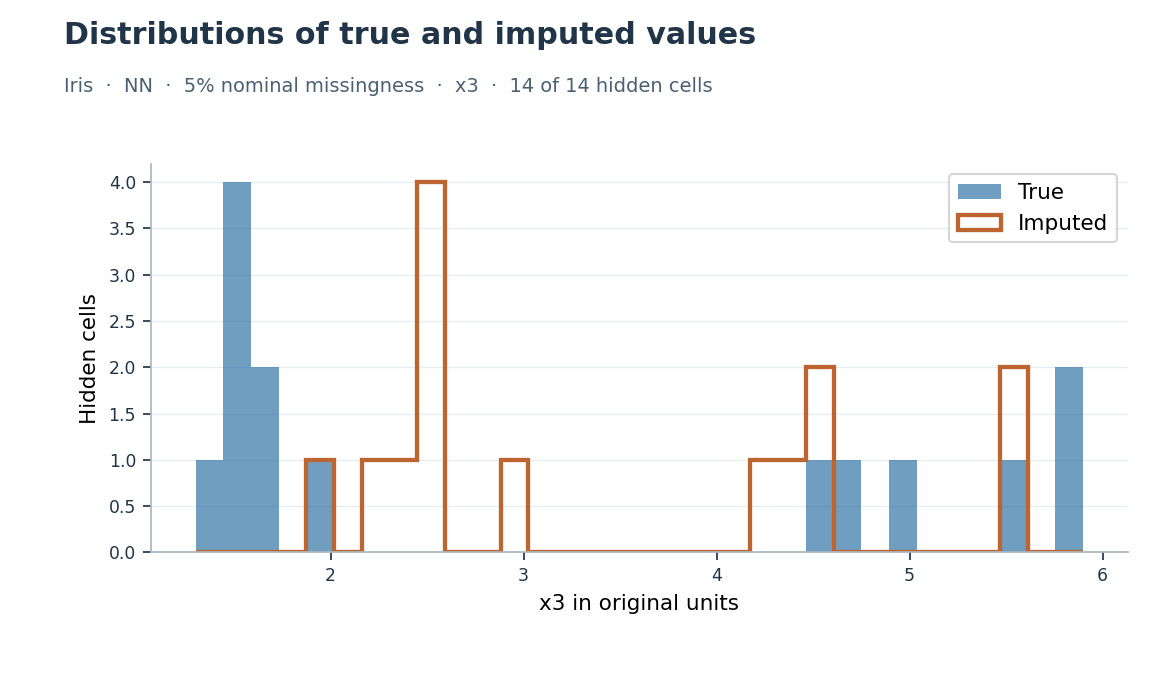 Distributions of true and imputed values
Iris · NN · 5% nominal missingness · x3 · 14 of 14 hidden cells
True
Imputed
Hidden cells
4.0
3.5
3.0
2.5
2.0
1.5
1.0
0.5
0.0
2 3 4 5 6
x3 in original units